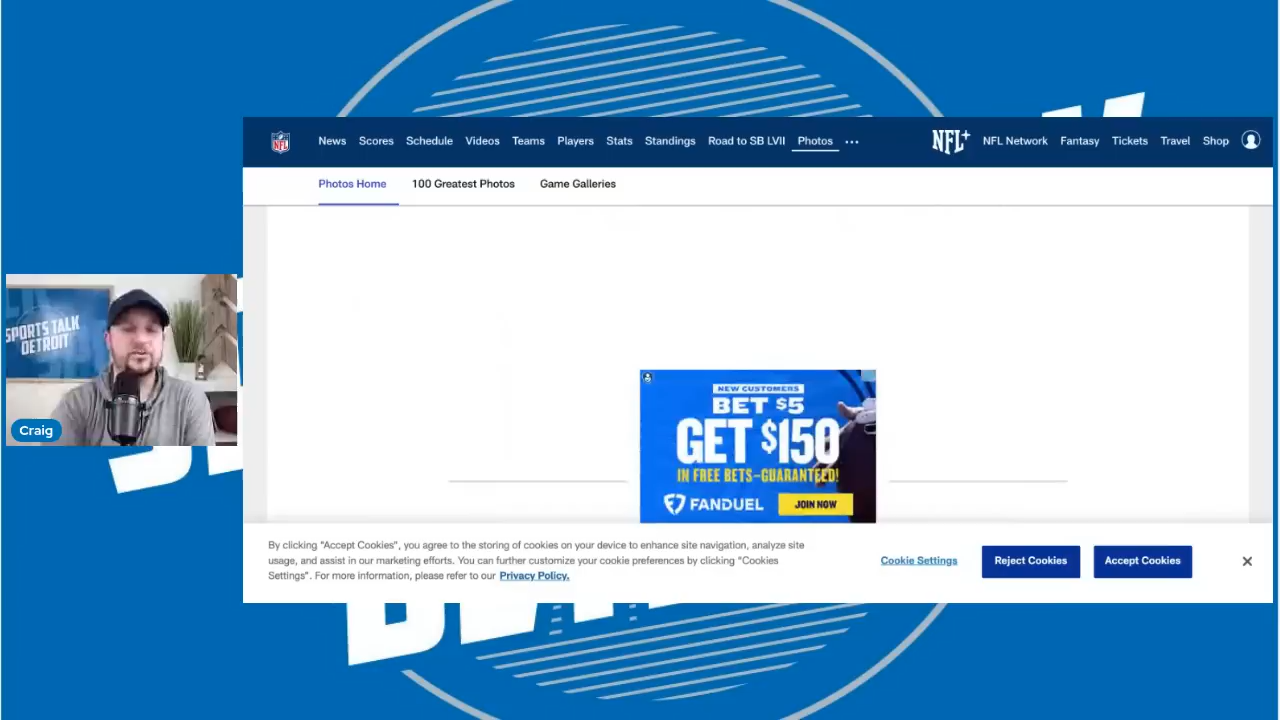 NFL
News Scores Schedule Videos Teams Players Stats Standings Road to SB LVII Photos ...
NFL+ NFL Network Fantasy Tickets Travel Shop
Photos Home 100 Greatest Photos Game Galleries
SPORTS TALK
DETROIT
Craig
NEW CUSTOMERS
BET $5
GET $150
IN FREE BETS-GUARANTEED!
FANDUEL JOIN NOW
By clicking "Accept Cookies", you agree to the storing of cookies on your device to enhance site navigation, analyze site
usage, and assist in our marketing efforts. You can further customize your cookie preferences by clicking "Cookies
Settings". For more information, please refer to our Privacy Policy.
Cookie Settings Reject Cookies Accept Cookies